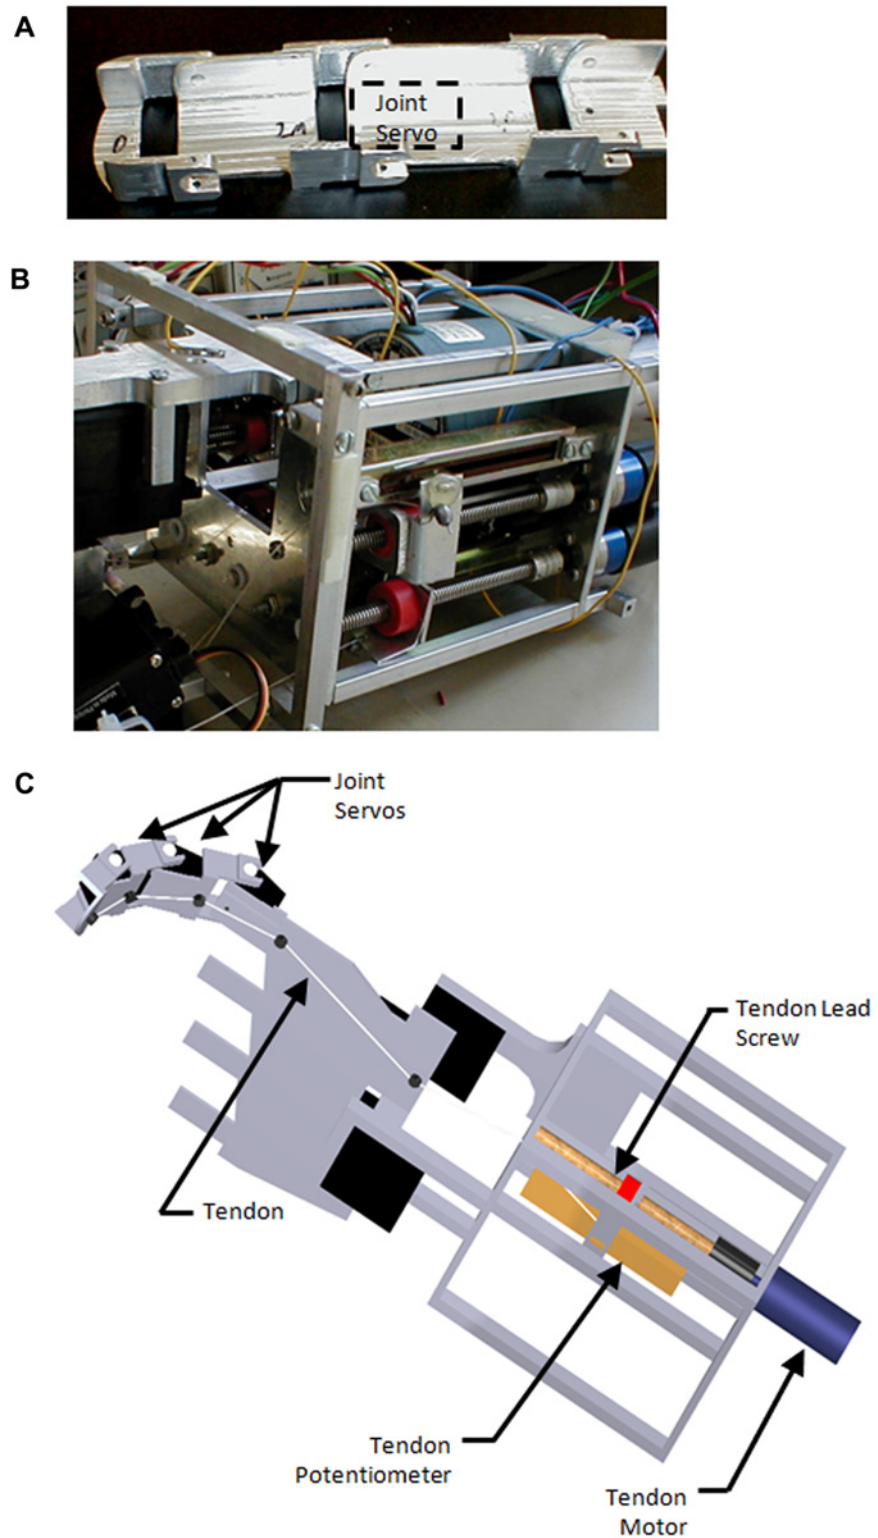 A
Joint
Servo
B
C
Joint
Servos
Tendon Lead
Screw
Tendon
Tendon
Potentiometer
Tendon
Motor